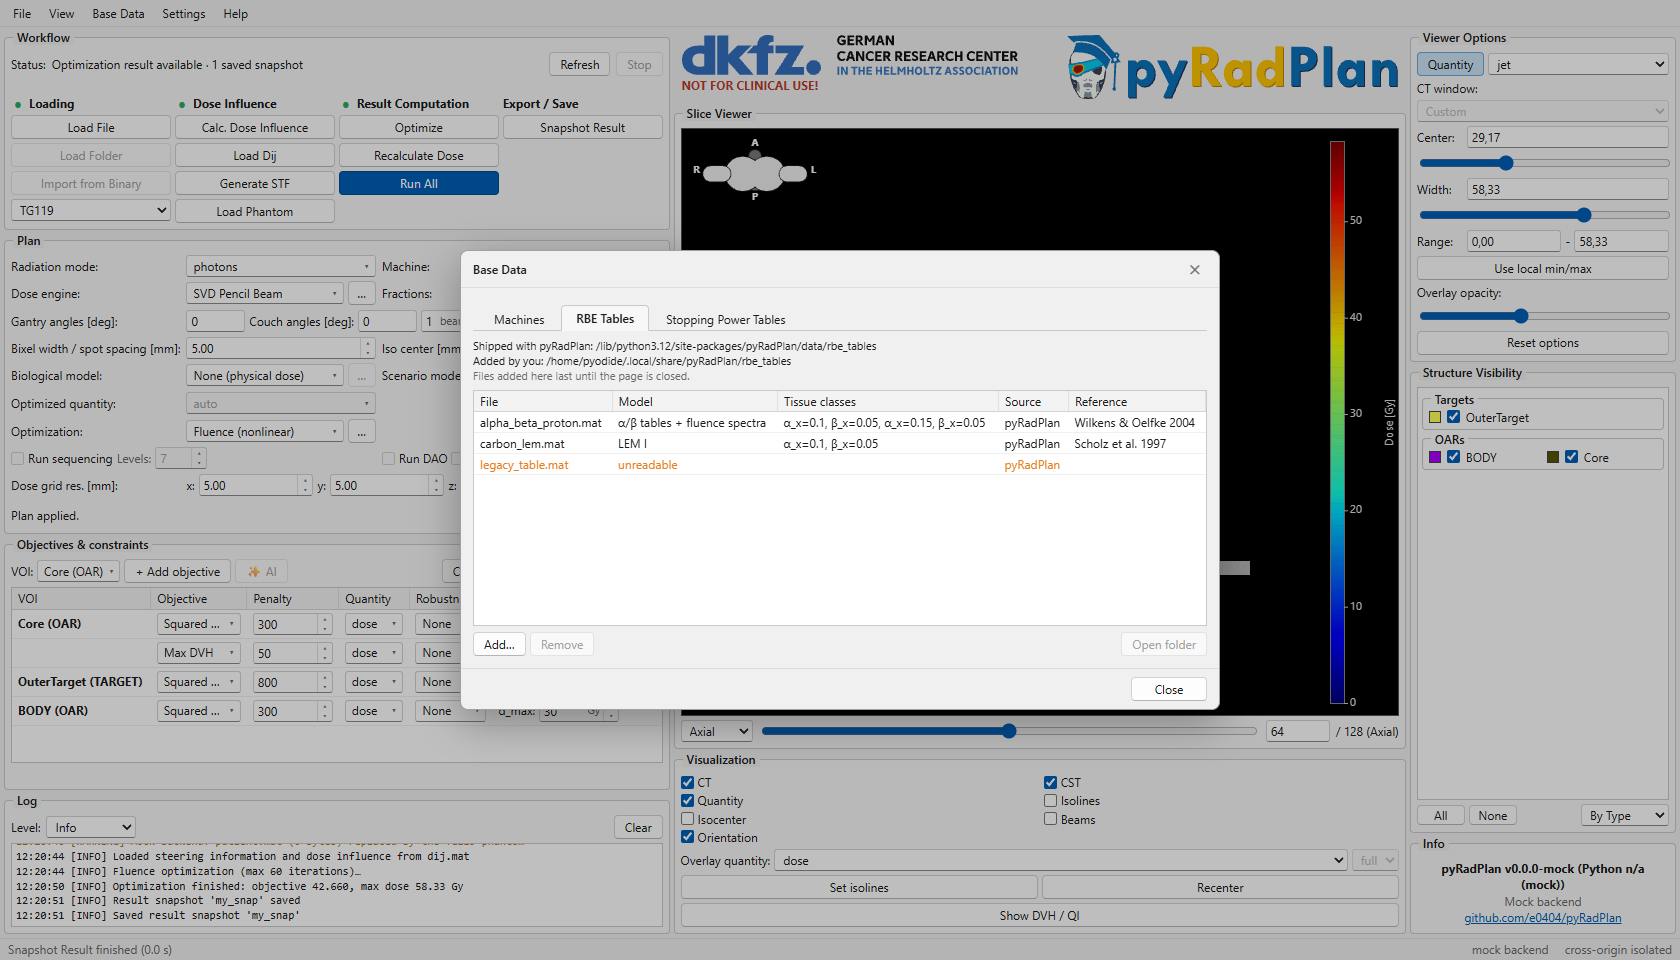 File View Base Data Settings Help
Workflow
Status: Optimization result available · 1 saved snapshot
Refresh Stop
Loading Dose Influence Result Computation Export / Save
Load File Calc. Dose Influence Optimize Snapshot Result
Load Folder Load Dij Recalculate Dose
Import from Binary Generate STF Run All
TG119 Load Phantom
dkfz.
NOT FOR CLINICAL USE!
GERMAN
CANCER RESEARCH CENTER
IN THE HELMHOLTZ ASSOCIATION
pyRadPlan
Plan
Radiation mode: photons Machine:
Dose engine: SVD Pencil Beam ... Fractions:
Gantry angles [deg]: 0 Couch angles [deg]: 0 1
Bixel width / spot spacing [mm]: 5.00 Iso center [mm
Biological model: None (physical dose) ... Scenario mode
Optimized quantity: auto
Optimization: Fluence (nonlinear) ...
Run sequencing Levels: 7 Run DAO
Dose grid res. [mm]: x: 5.00 y: 5.00 z:
Plan applied.
Objectives & constraints
VOI: Core (OAR) + Add objective ✨ AI
VOI Objective Penalty Quantity Robustn
Core (OAR) Squared ... 300 dose None
Max DVH 50 dose None
OuterTarget (TARGET) Squared ... 800 dose None
BODY (OAR) Squared ... 300 dose None d_max: 30 Gy
Log
Level: Info Clear
12:20:44 [INFO] Loaded steering information and dose influence from dij.mat
12:20:44 [INFO] Fluence optimization (max 60 iterations)…
12:20:50 [INFO] Optimization finished: objective 42.660, max dose 58.33 Gy
12:20:51 [INFO] Result snapshot 'my_snap' saved
12:20:51 [INFO] Saved result snapshot 'my_snap'
Snapshot Result finished (0.0 s)
Slice Viewer
A
R L
P
50
40
30
20
10
0
Dose [Gy]
Base Data
Machines RBE Tables Stopping Power Tables
Shipped with pyRadPlan: /lib/python3.12/site-packages/pyRadPlan/data/rbe_tables
Added by you: /home/pyodide/.local/share/pyRadPlan/rbe_tables
Files added here last until the page is closed.
File Model Tissue classes Source Reference
alpha_beta_proton.mat α/β tables + fluence spectra α_x=0.1, β_x=0.05, α_x=0.15, β_x=0.05 pyRadPlan Wilkens & Oelfke 2004
carbon_lem.mat LEM I α_x=0.1, β_x=0.05 pyRadPlan Scholz et al. 1997
legacy_table.mat unreadable pyRadPlan
Add... Remove Open folder
Close
Axial 64 / 128 (Axial)
Visualization
CT CST
Quantity Isolines
Isocenter Beams
Orientation
Overlay quantity: dose full
Set isolines Recenter
Show DVH / QI
Viewer Options
Quantity jet
CT window:
Custom
Center: 29,17
Width: 58,33
Range: 0,00 - 58,33
Use local min/max
Overlay opacity:
Reset options
Structure Visibility
Targets
OuterTarget
OARs
BODY Core
All None By Type
Info
pyRadPlan v0.0.0-mock (Python n/a
(mock))
Mock backend
github.com/e0404/pyRadPlan
mock backend cross-origin isolated